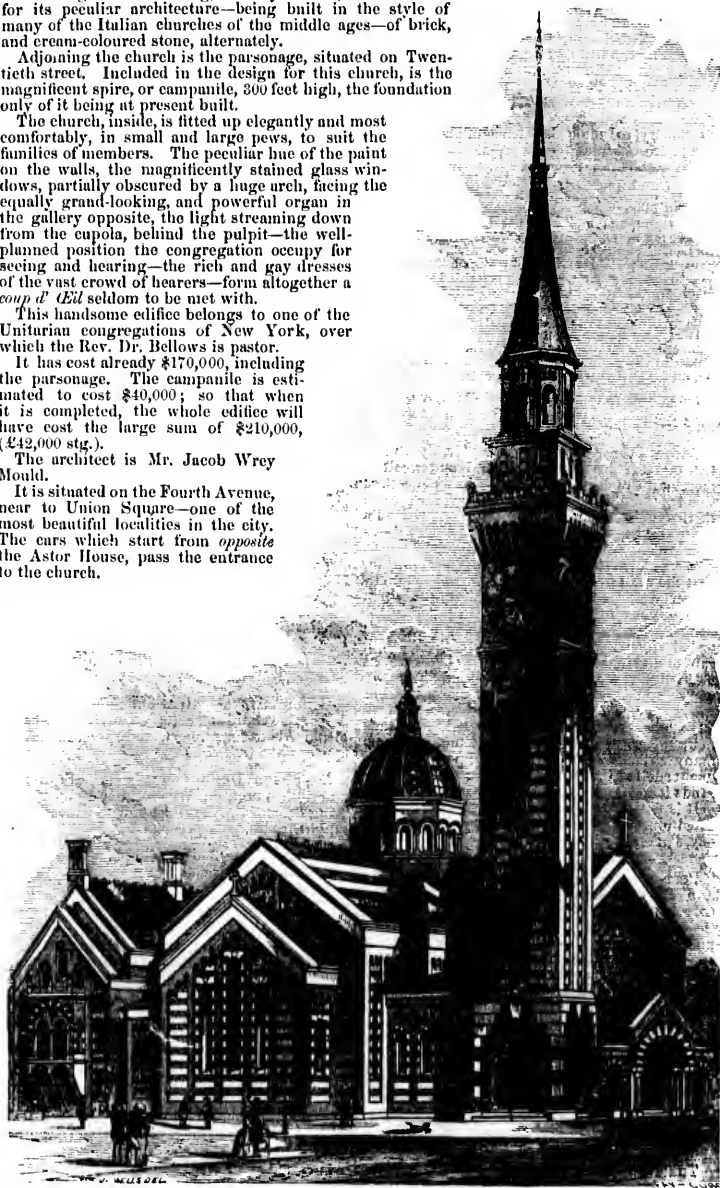 for its peculiar architecture—being built in the style of
many of the Italian churches of the middle ages—of brick,
and cream-coloured stone, alternately.
Adjoining the church is the parsonage, situated on Twen-
tieth street. Included in the design for this church, is the
magnificent spire, or campanile, 300 feet high, the foundation
only of it being at present built.
The church, inside, is fitted up elegantly and most
comfortably, in small and large pews, to suit the
families of members. The peculiar hue of the paint
on the walls, the magnificently stained glass win-
dows, partially obscured by a huge arch, facing the
equally grand-looking, and powerful organ in
the gallery opposite, the light streaming down
from the cupola, behind the pulpit—the well-
planned position the congregation occupy for
seeing and hearing—the rich and gay dresses
of the vast crowd of hearers—form altogether a
coup d' Œil seldom to be met with.
This handsome edifice belongs to one of the
Unitarian congregations of New York, over
which the Rev. Dr. Bellows is pastor.
It has cost already $170,000, including
the parsonage. The campanile is esti-
mated to cost $40,000; so that when
it is completed, the whole edifice will
have cost the large sum of $210,000,
(£42,000 stg.).
The architect is Mr. Jacob Wrey
Mould.
It is situated on the Fourth Avenue,
near to Union Square—one of the
most beautiful localities in the city.
The cars which start from opposite
the Astor House, pass the entrance
to the church.